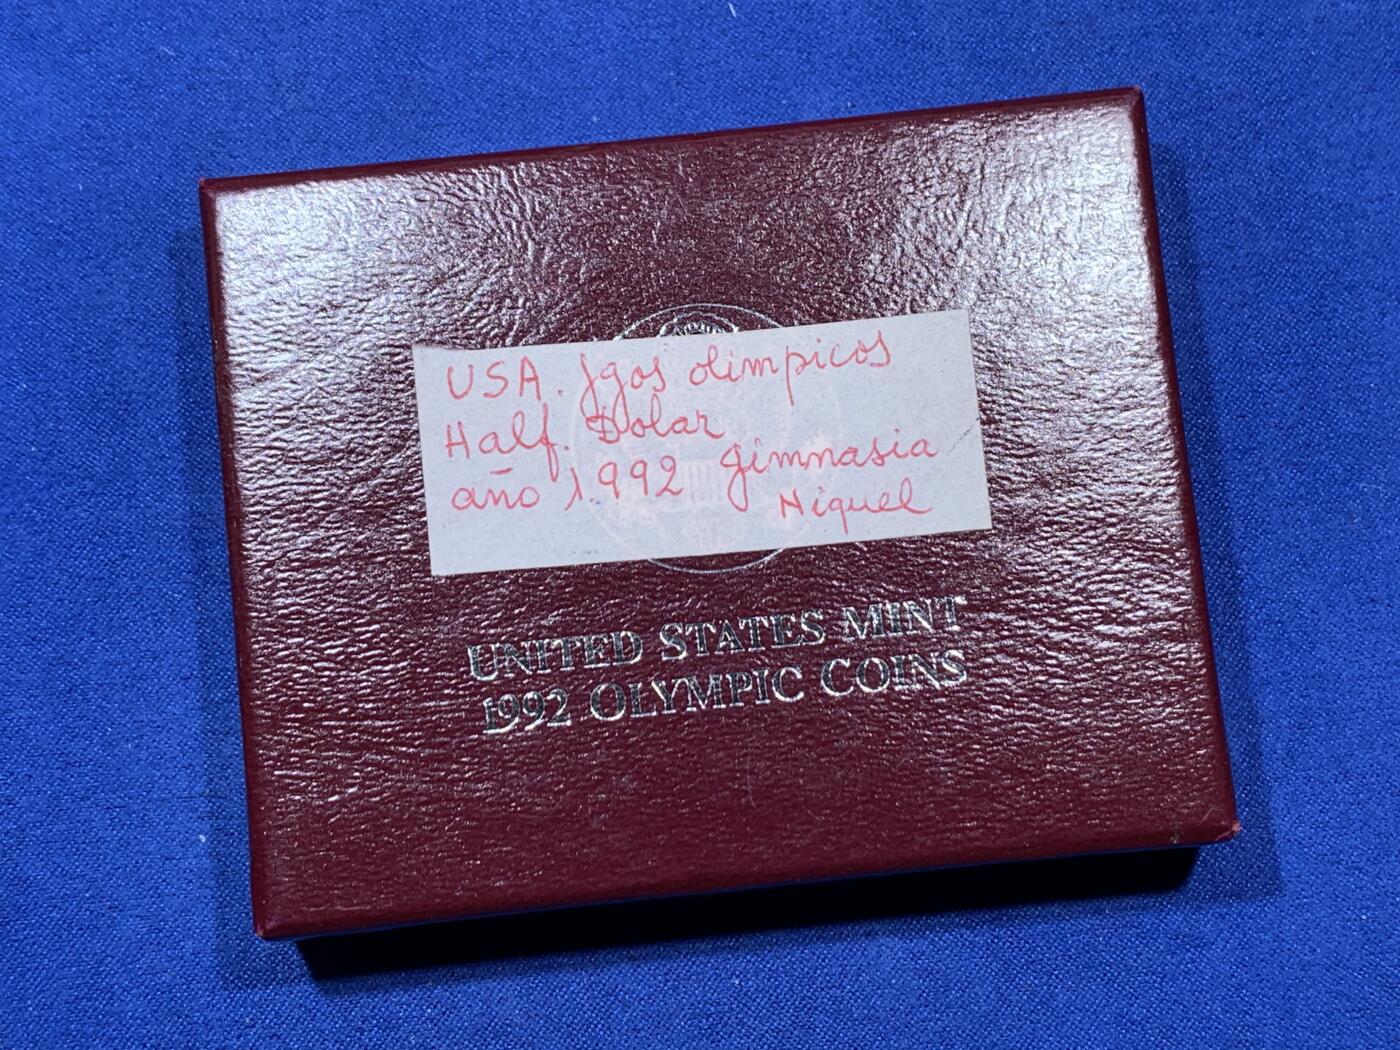 USA. Jgos olimpicos
Half. Dolar
año 1992 gimnasia
Niquel
UNITED STATES MINT
1992 OLYMPIC COINS